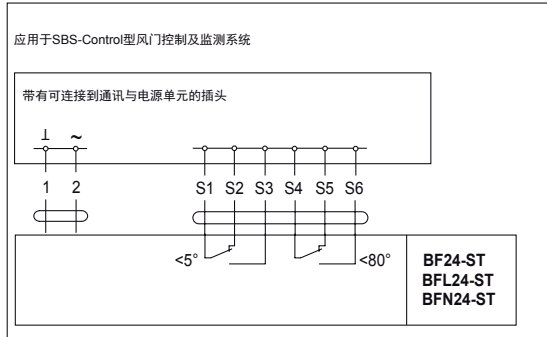 应用于SBS-Control型风门控制及监测系统
带有可连接到通讯与电源单元的插头
⊥ ~
1 2 S1 S2 S3 S4 S5 S6
<5° <80° BF24-ST
BFL24-ST
BFN24-ST